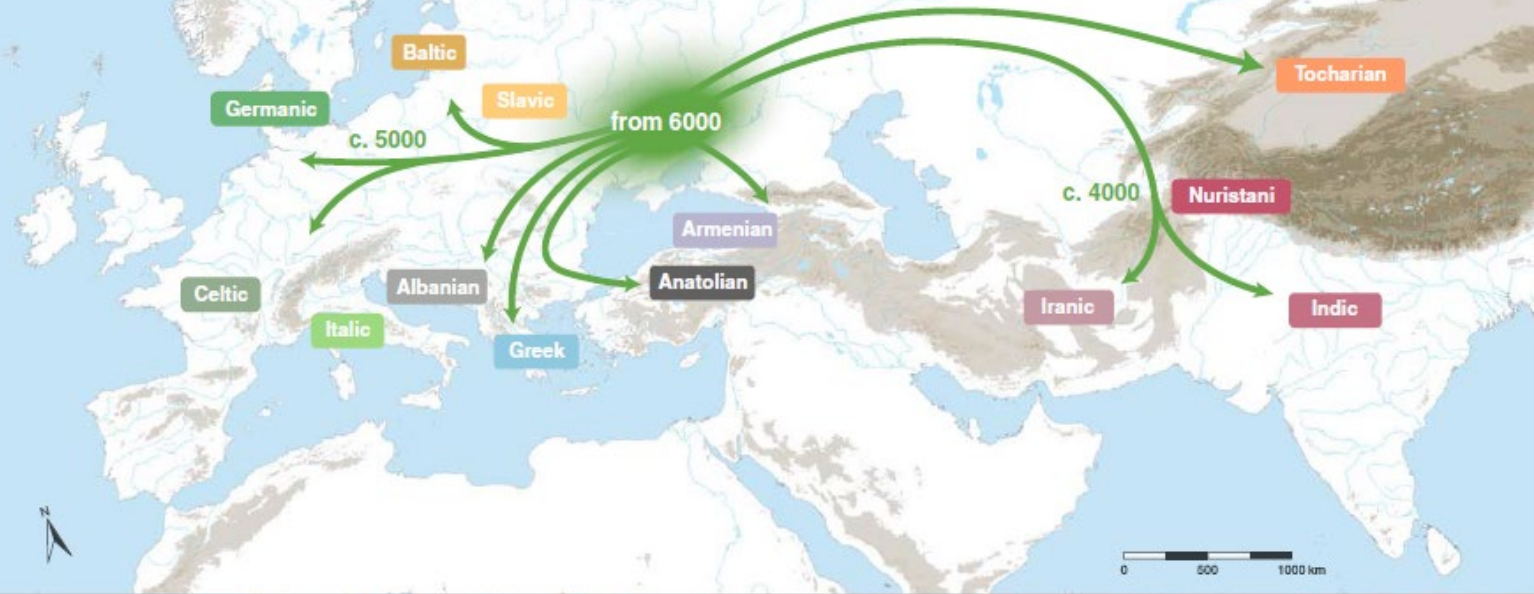 Baltic
Tocharian
Slavic
Germanic
from 6000
c. 5000
c. 4000
Nuristani
Armenian
Anatolian
Albanian
Celtic
Iranic
Indic
Italic
Greek
N
0 500 1000 km